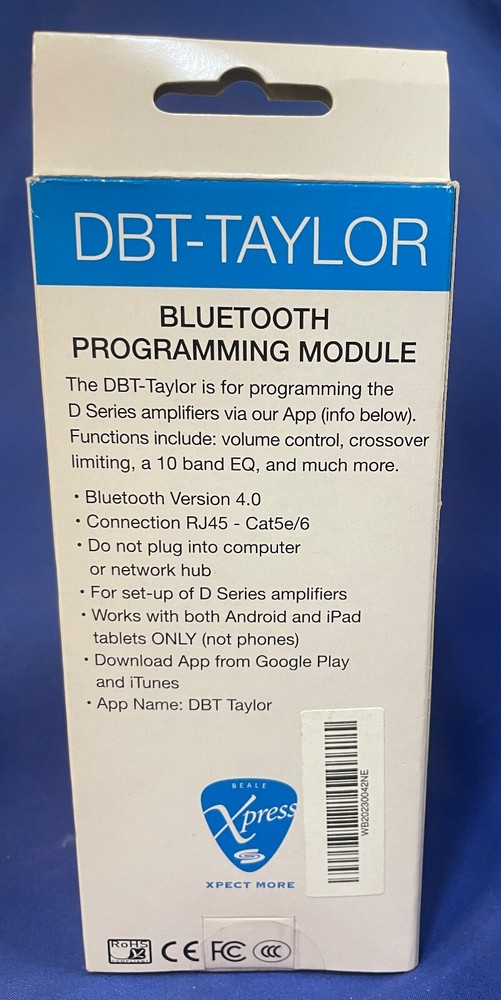 DBT-TAYLOR
BLUETOOTH
PROGRAMMING MODULE
The DBT-Taylor is for programming the
D Series amplifiers via our App (info below).
Functions include: volume control, crossover
limiting, a 10 band EQ, and much more.
• Bluetooth Version 4.0
• Connection RJ45 - Cat5e/6
• Do not plug into computer
or network hub
• For set-up of D Series amplifiers
• Works with both Android and iPad
tablets ONLY (not phones)
• Download App from Google Play
and iTunes
• App Name: DBT Taylor
BEALE
Xpress
XPECT MORE
WB20230042NE
RoHS
COMPLIANT
CE FC CCC